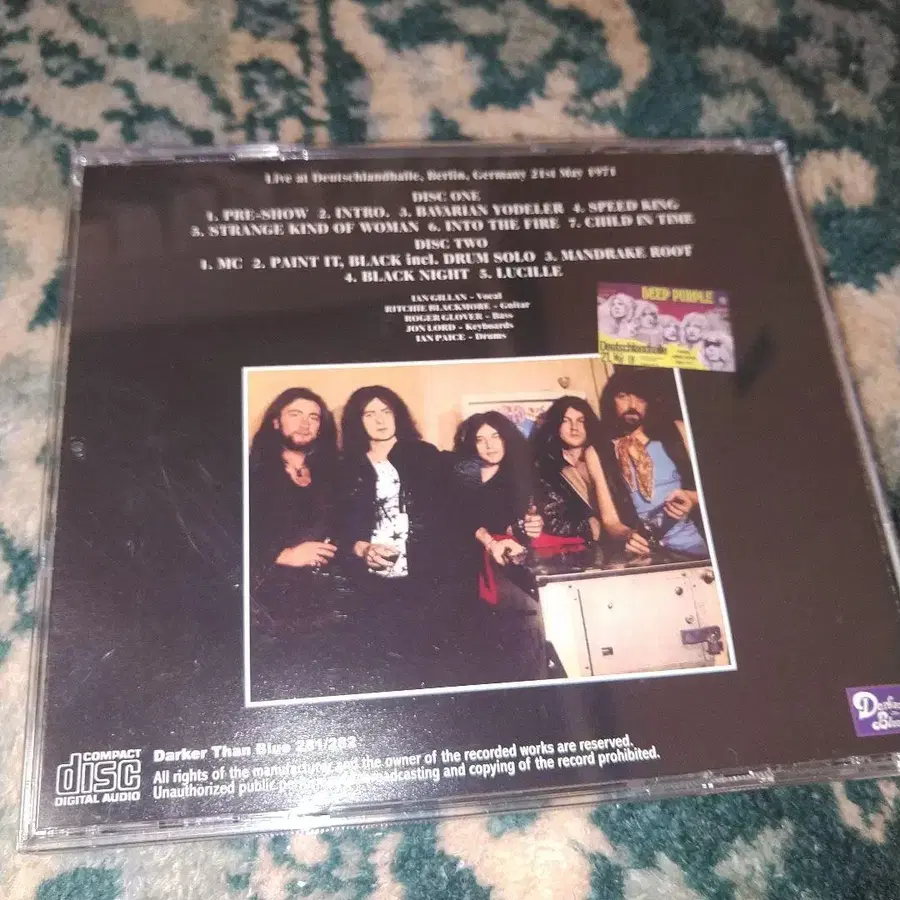 Live at Deutschlandhalle, Berlin, Germany 21st May 1971
DISC ONE
1. PRE-SHOW 2. INTRO. 3. BAVARIAN YODELER 4. SPEED KING
5. STRANGE KIND OF WOMAN 6. INTO THE FIRE 7. CHILD IN TIME
DISC TWO
1. MC 2. PAINT IT, BLACK incl. DRUM SOLO 3. MANDRAKE ROOT
4. BLACK NIGHT 5. LUCILLE
IAN GILLAN - Vocal
RITCHIE BLACKMORE - Guitar
ROGER GLOVER - Bass
JON LORD - Keyboards
IAN PAICE - Drums
DEEP PURPLE
Deutschlandhalle
COMPACT
disc
DIGITAL AUDIO
Darker Than Blue 281/282
All rights of the manufacturer and the owner of the recorded works are reserved.
Unauthorized public broadcasting and copying of the record prohibited.